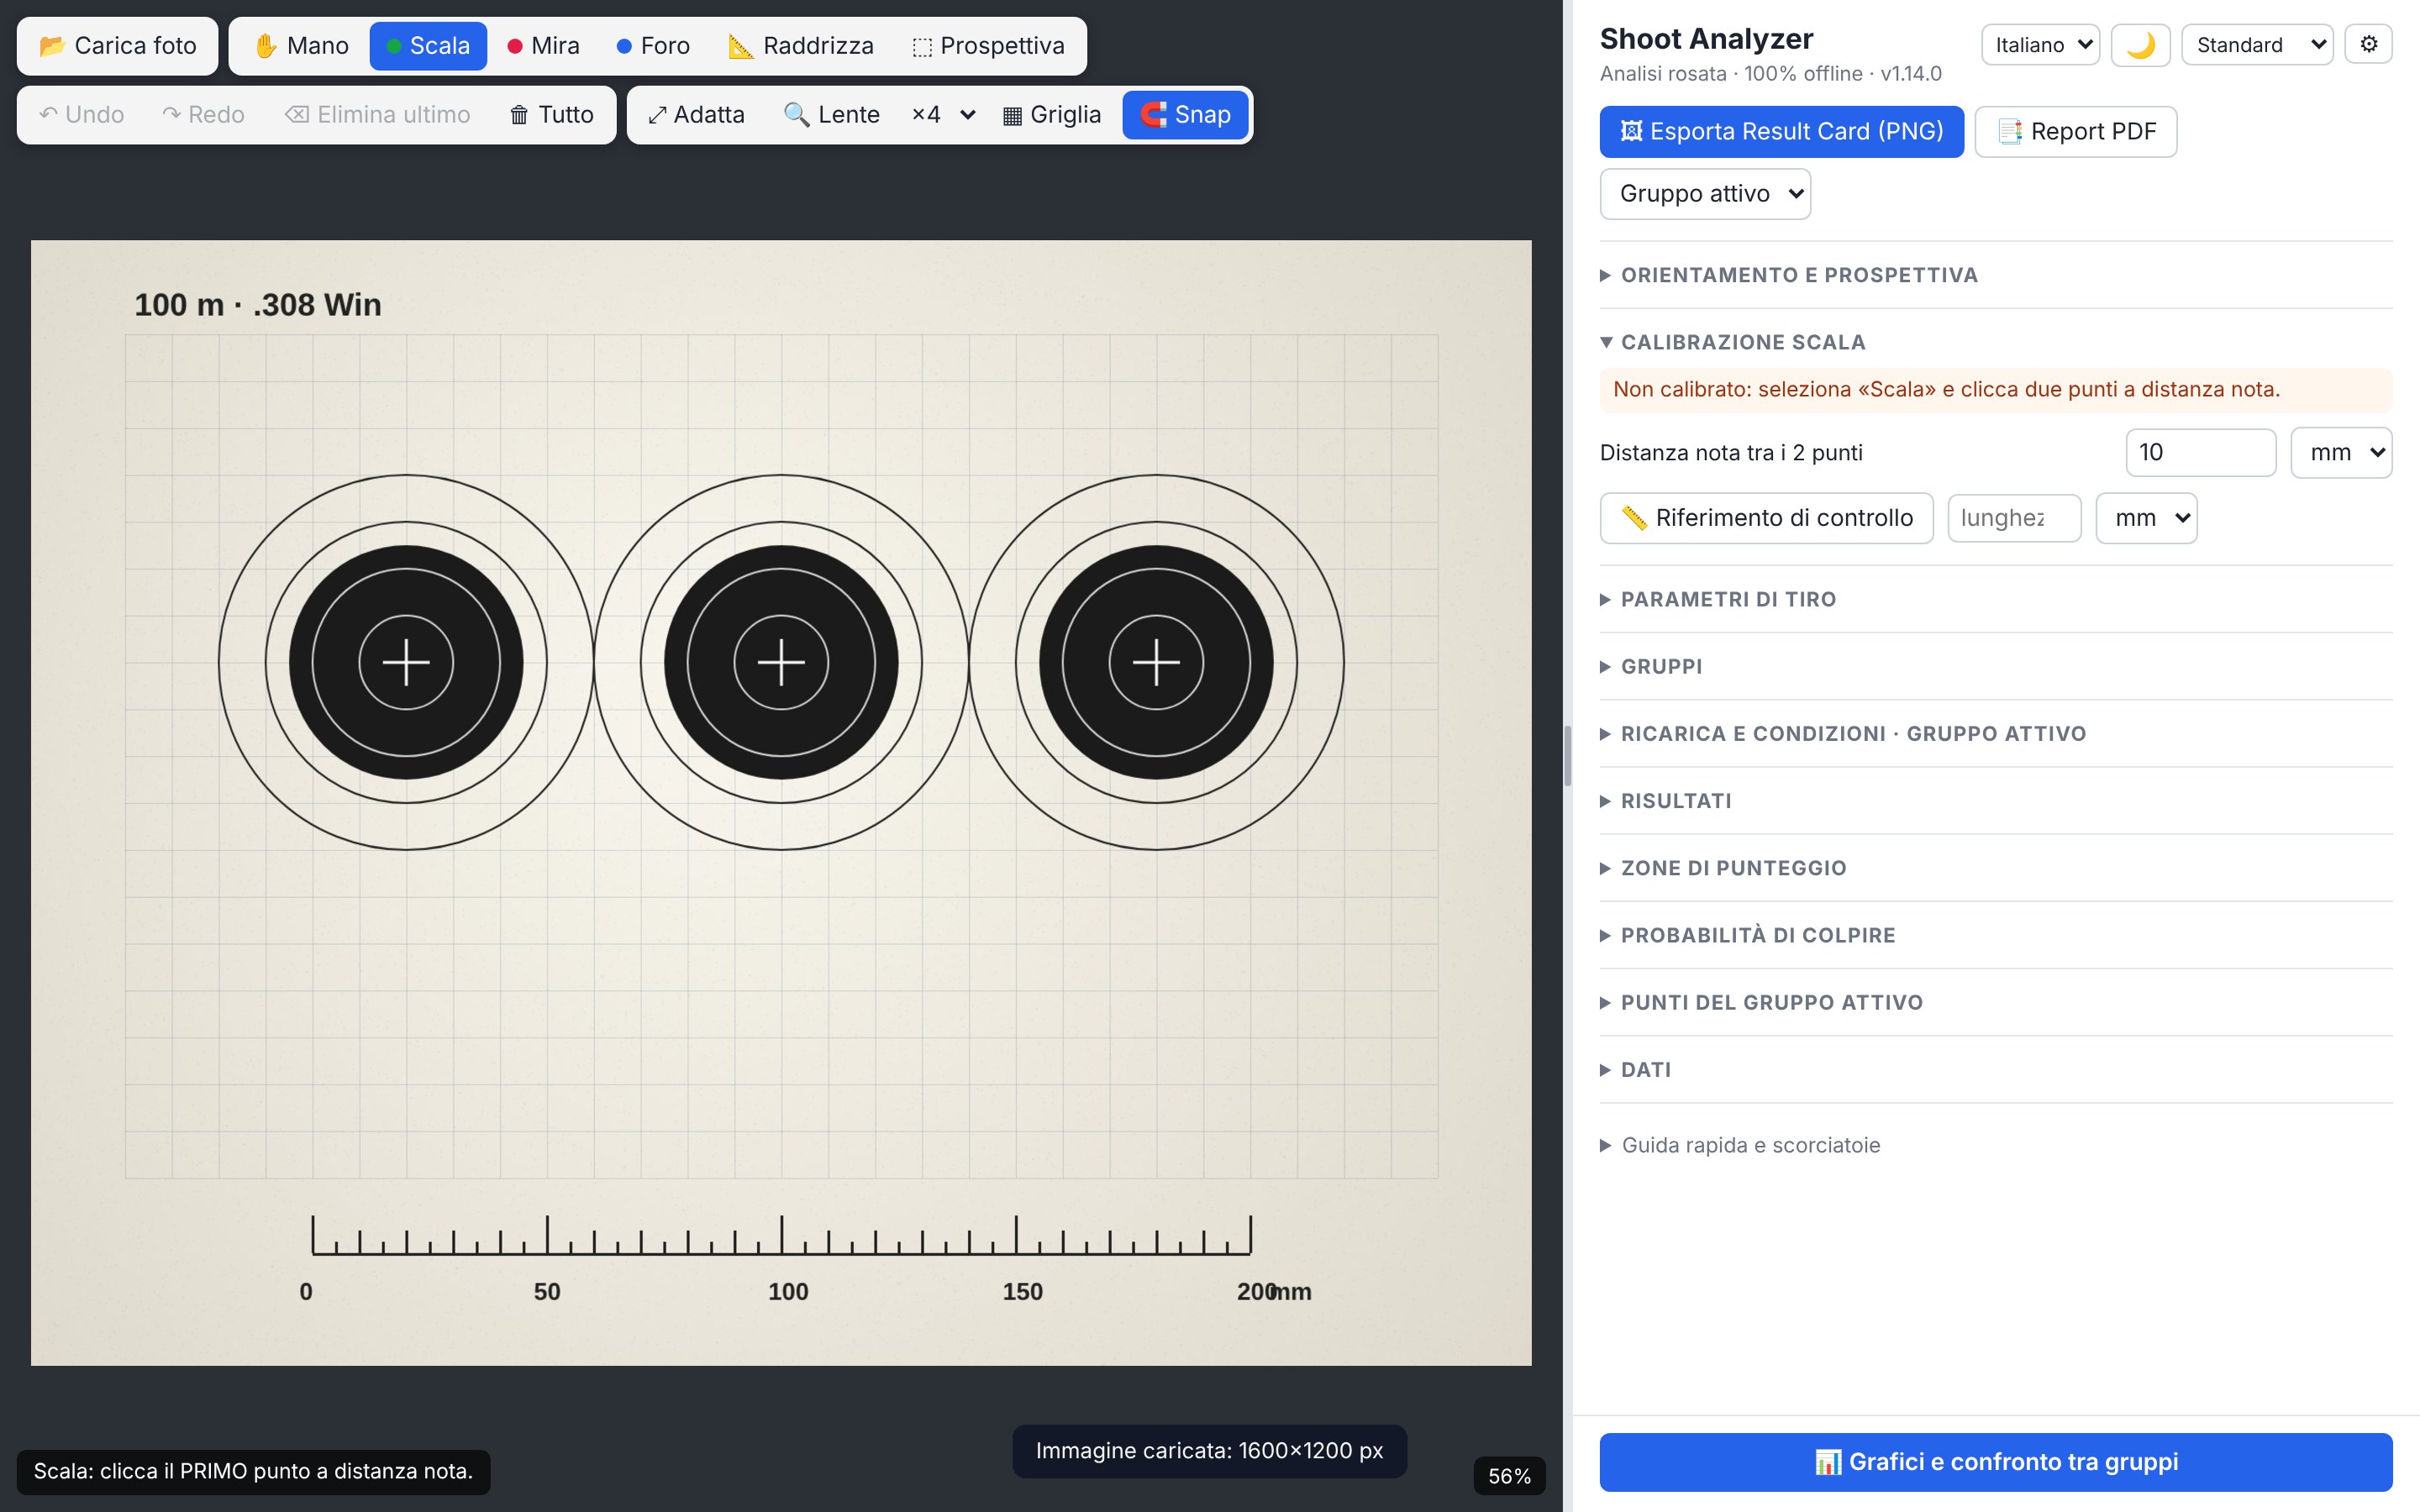 Carica foto
Mano
Scala
Mira
Foro
Raddrizza
Prospettiva
Undo
Redo
Elimina ultimo
Tutto
Adatta
Lente
×4
Griglia
Snap
100 m · .308 Win
0
50
100
150
200mm
Scala: clicca il PRIMO punto a distanza nota.
Immagine caricata: 1600×1200 px
56%
Shoot Analyzer
Analisi rosata · 100% offline · v1.14.0
Italiano
Standard
Esporta Result Card (PNG)
Report PDF
Gruppo attivo
ORIENTAMENTO E PROSPETTIVA
CALIBRAZIONE SCALA
Non calibrato: seleziona «Scala» e clicca due punti a distanza nota.
Distanza nota tra i 2 punti
10
mm
Riferimento di controllo
lunghez
mm
PARAMETRI DI TIRO
GRUPPI
RICARICA E CONDIZIONI · GRUPPO ATTIVO
RISULTATI
ZONE DI PUNTEGGIO
PROBABILITÀ DI COLPIRE
PUNTI DEL GRUPPO ATTIVO
DATI
Guida rapida e scorciatoie
Grafici e confronto tra gruppi